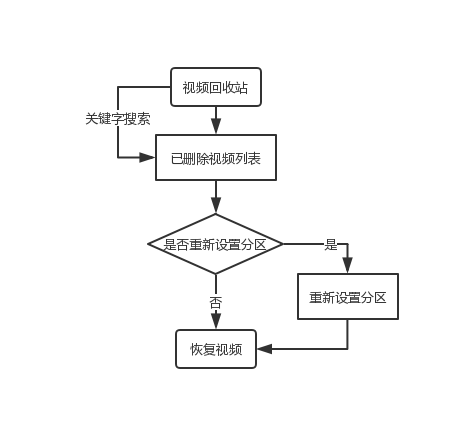 视频回收站
关键字搜索
已删除视频列表
是否重新设置分区
是
否
重新设置分区
恢复视频